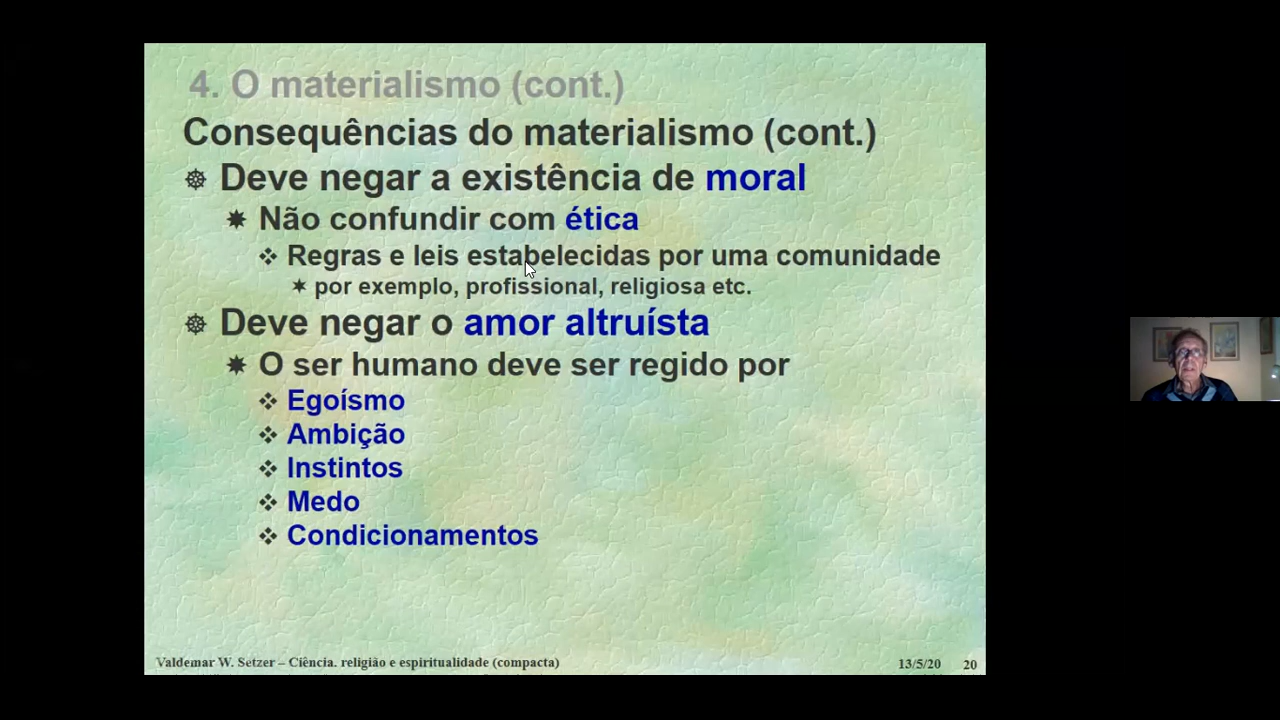 4. O materialismo (cont.)
Consequências do materialismo (cont.)
Deve negar a existência de moral
Não confundir com ética
Regras e leis estabelecidas por uma comunidade
por exemplo, profissional, religiosa etc.
Deve negar o amor altruísta
O ser humano deve ser regido por
Egoísmo
Ambição
Instintos
Medo
Condicionamentos
Valdemar W. Setzer – Ciência. religião e espiritualidade (compacta)
13/5/20 20